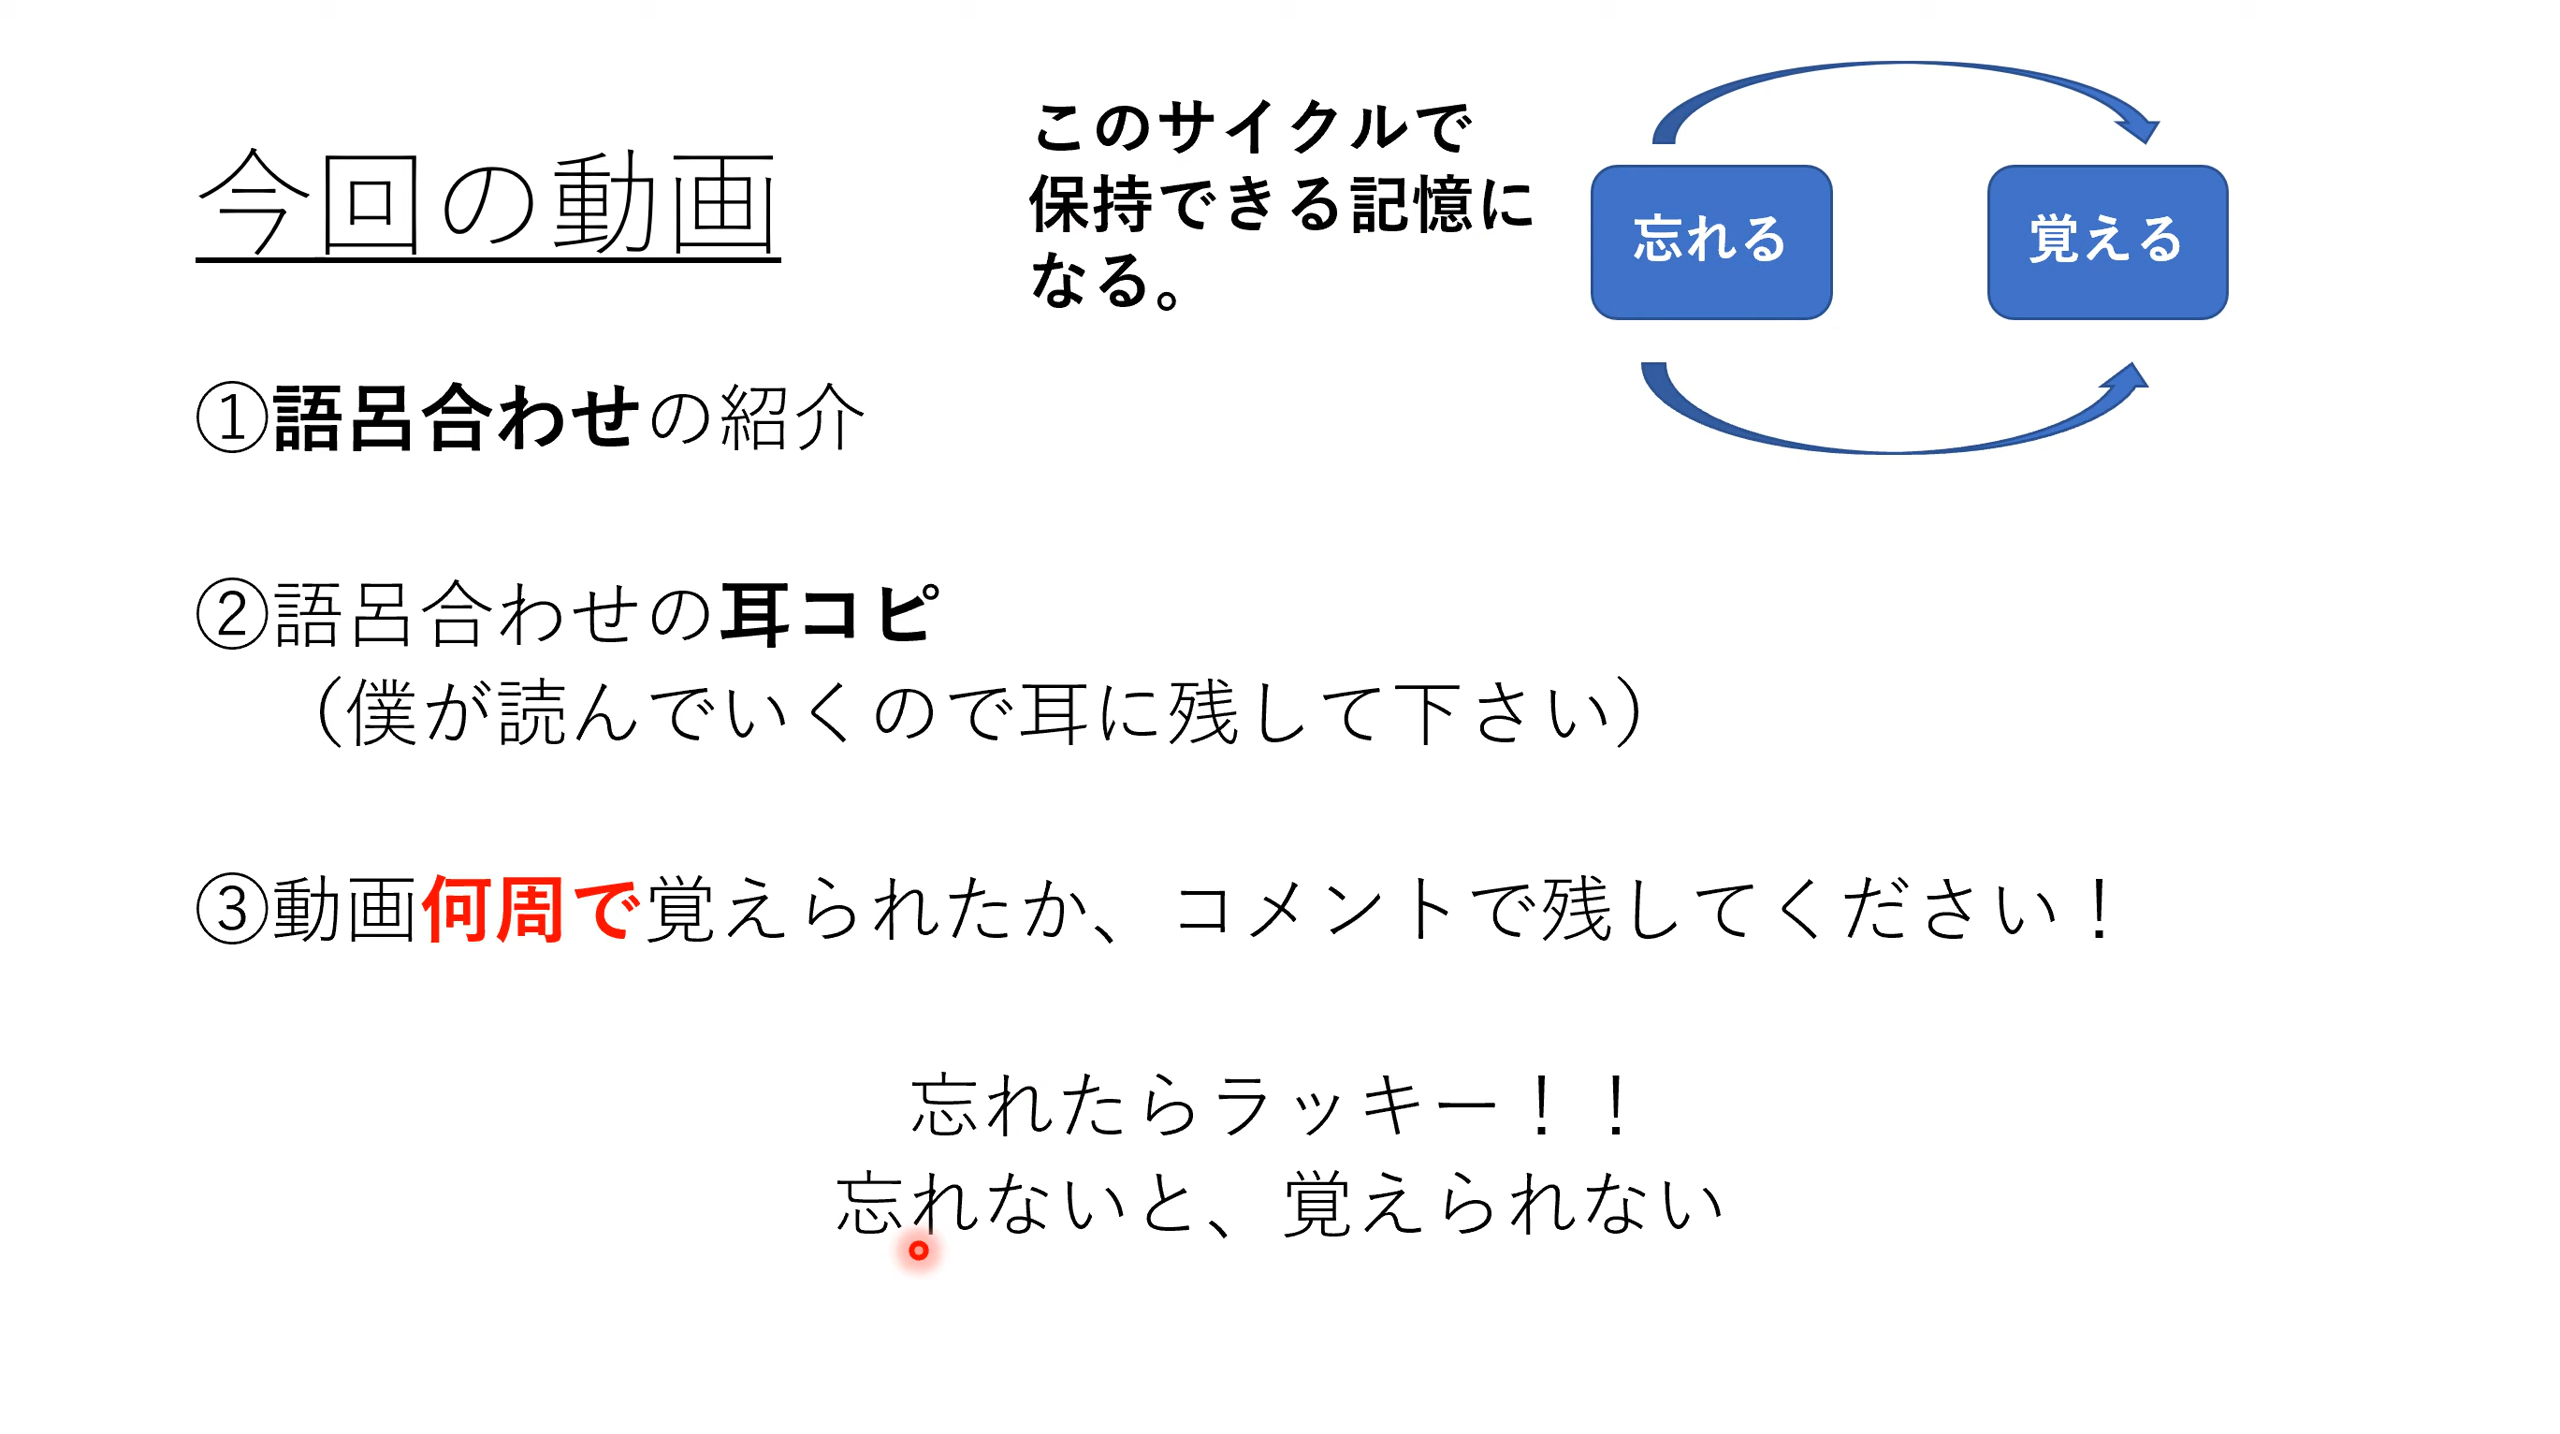 今回の動画
このサイクルで
保持できる記憶に
なる。
忘れる
覚える
①語呂合わせの紹介
②語呂合わせの耳コピ
（僕が読んでいくので耳に残して下さい）
③動画何周で覚えられたか、コメントで残してください！
忘れたらラッキー！！
忘れないと、覚えられない